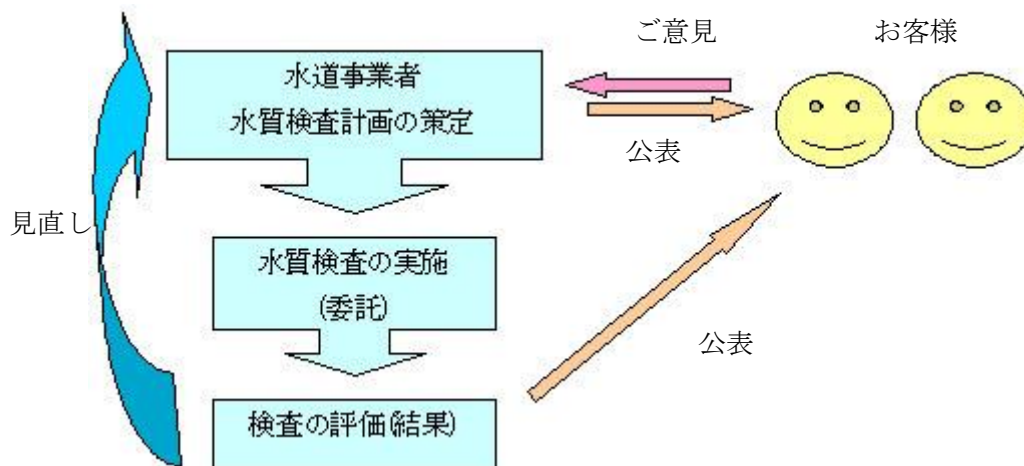 ご意見
お客様
水道事業者
水質検査計画の策定
公表
見直し
水質検査の実施
(委託)
公表
検査の評価(結果)